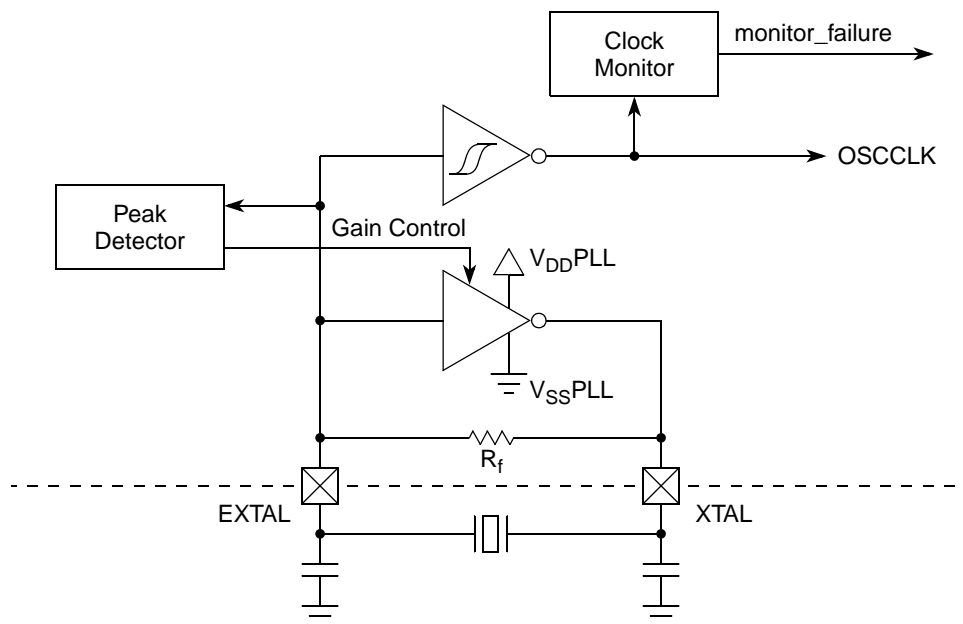 Clock
Monitor
monitor_failure
OSCCLK
Peak
Detector
Gain Control
VDDPLL
VSSPLL
Rf
EXTAL
XTAL